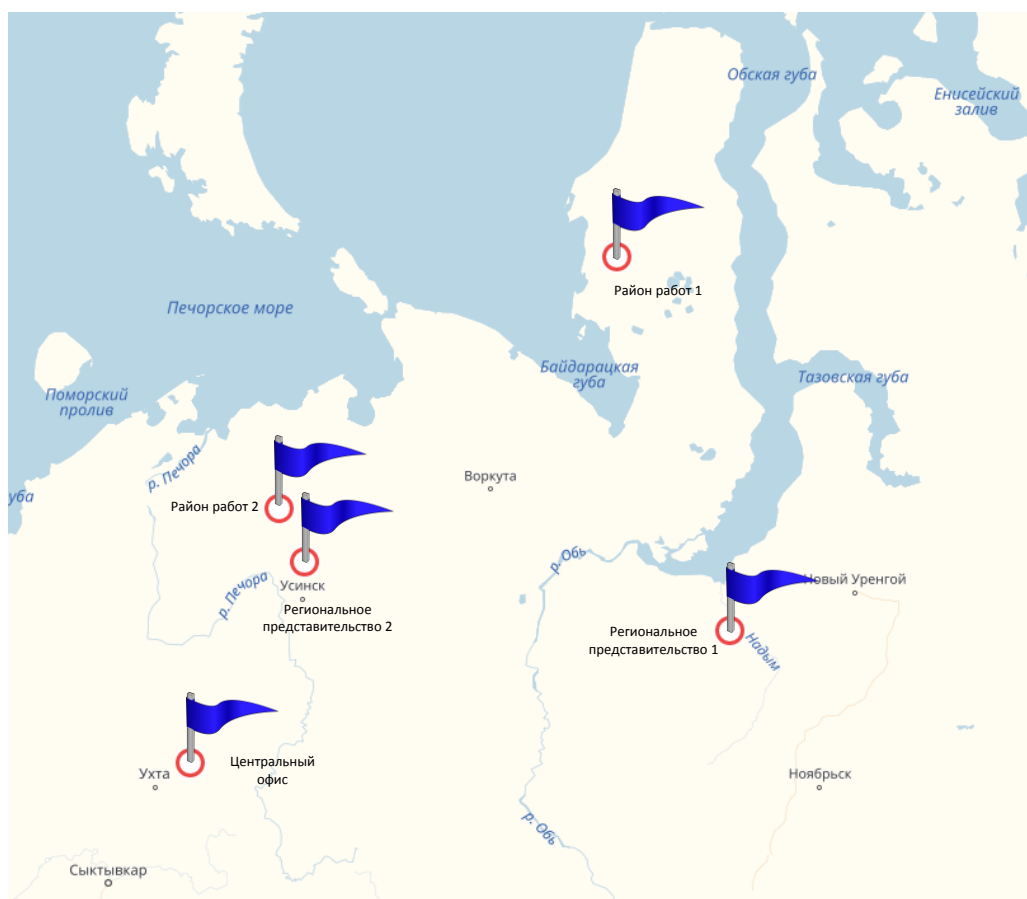 Обская губа
Енисейский
залив
Район работ 1
Печорское море
Байдарацкая
губа
Тазовская губа
Поморский
пролив
р. Печора
Воркута
уба
Район работ 2
р. Обь
р. Печора
Усинск
Новый Уренгой
Региональное
представительство 2
Региональное
представительство 1
Надым
Центральный
офис
Ухта
Ноябрьск
р. Обь
Сыктывкар